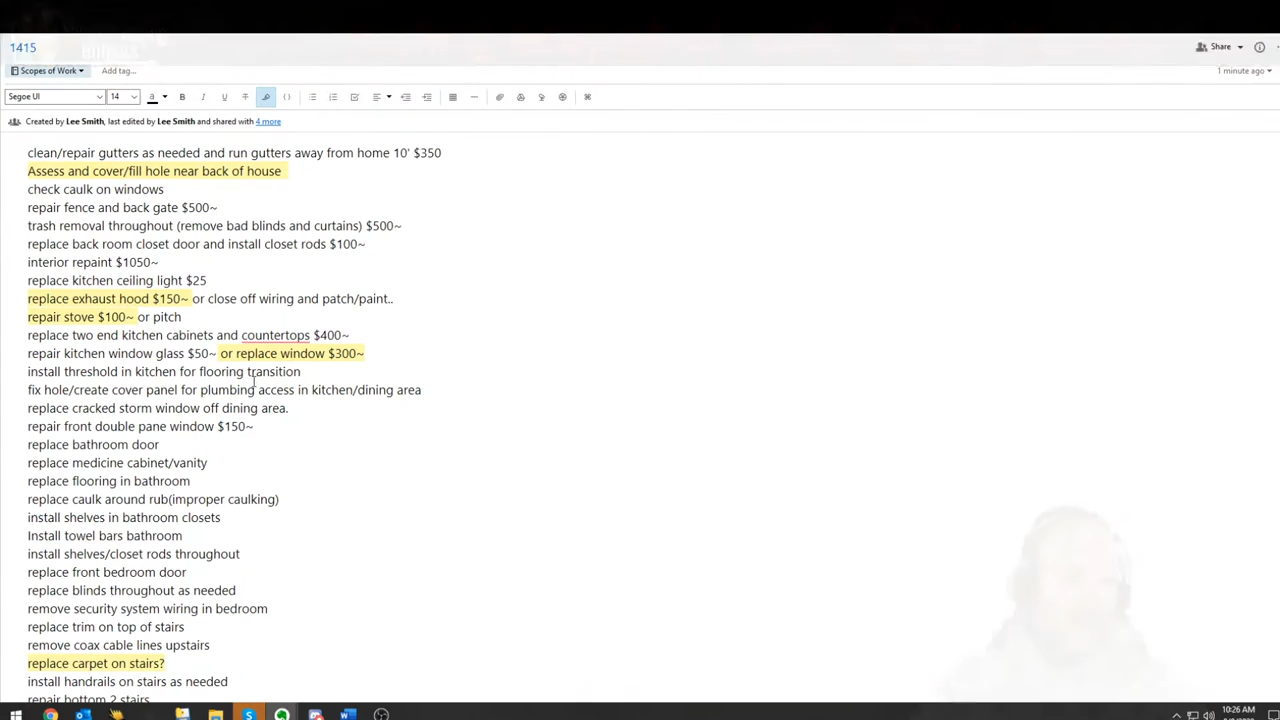 1415
Share
Scopes of Work
Add tag...
1 minute ago
Segoe UI
14
a
B
I
U
T
Created by Lee Smith, last edited by Lee Smith and shared with 4 more
clean/repair gutters as needed and run gutters away from home 10' $350
Assess and cover/fill hole near back of house
check caulk on windows
repair fence and back gate $500~
trash removal throughout (remove bad blinds and curtains) $500~
replace back room closet door and install closet rods $100~
interior repaint $1050~
replace kitchen ceiling light $25
replace exhaust hood $150~ or close off wiring and patch/paint..
repair stove $100~ or pitch
replace two end kitchen cabinets and countertops $400~
repair kitchen window glass $50~ or replace window $300~
install threshold in kitchen for flooring transition
fix hole/create cover panel for plumbing access in kitchen/dining area
replace cracked storm window off dining area.
repair front double pane window $150~
replace bathroom door
replace medicine cabinet/vanity
replace flooring in bathroom
replace caulk around rub(improper caulking)
install shelves in bathroom closets
Install towel bars bathroom
install shelves/closet rods throughout
replace front bedroom door
replace blinds throughout as needed
remove security system wiring in bedroom
replace trim on top of stairs
remove coax cable lines upstairs
replace carpet on stairs?
install handrails on stairs as needed
repair bottom 2 stairs
10:26 AM